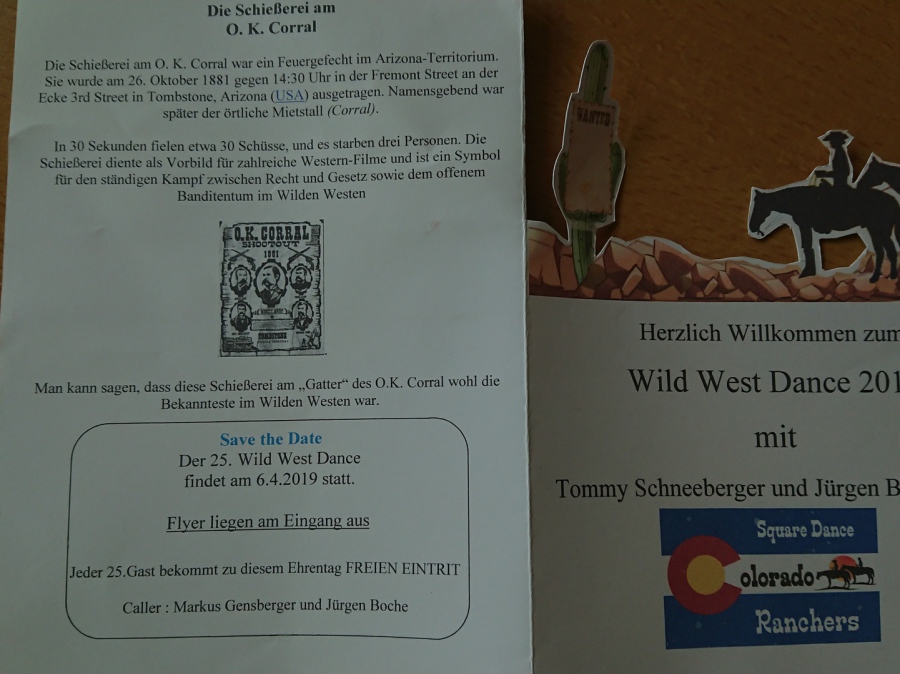 Die Schießerei am
O. K. Corral
Die Schießerei am O. K. Corral war ein Feuergefecht im Arizona-Territorium.
Sie wurde am 26. Oktober 1881 gegen 14:30 Uhr in der Fremont Street an der
Ecke 3rd Street in Tombstone, Arizona (USA) ausgetragen. Namensgebend war
später der örtliche Mietstall (Corral).
In 30 Sekunden fielen etwa 30 Schüsse, und es starben drei Personen. Die
Schießerei diente als Vorbild für zahlreiche Western-Filme und ist ein Symbol
für den ständigen Kampf zwischen Recht und Gesetz sowie dem offenem
Banditentum im Wilden Westen
O.K. CORRAL
SHOOTOUT
1881
TOMBSTONE
Man kann sagen, dass diese Schießerei am „Gatter“ des O.K. Corral wohl die
Bekannteste im Wilden Westen war.
Save the Date
Der 25. Wild West Dance
findet am 6.4.2019 statt.
Flyer liegen am Eingang aus
Jeder 25.Gast bekommt zu diesem Ehrentag FREIEN EINTRIT
Caller : Markus Gensberger und Jürgen Boche
WANTED
Herzlich Willkommen zum
Wild West Dance 201
mit
Tommy Schneeberger und Jürgen B
Square Dance
Colorado
Ranchers